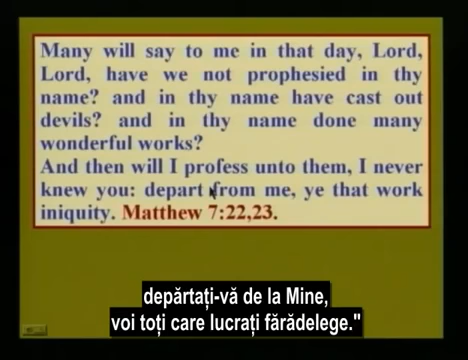 Many will say to me in that day, Lord,
Lord, have we not prophesied in thy
name? and in thy name have cast out
devils? and in thy name done many
wonderful works?
And then will I profess unto them, I never
knew you: depart from me, ye that work
iniquity. Matthew 7:22,23.
depărtați-vă de la Mine,
voi toți care lucrați fărădelege."